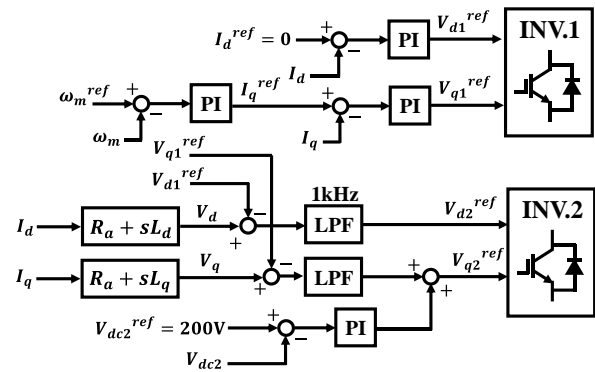 I_d^ref = 0
I_d
PI
V_d1^ref
INV.1
ω_m^ref
ω_m
PI
I_q^ref
I_q
PI
V_q1^ref
V_q1^ref
V_d1^ref
1kHz
I_d
R_a + sL_d
V_d
LPF
V_d2^ref
INV.2
I_q
R_a + sL_q
V_q
LPF
V_q2^ref
V_dc2^ref = 200V
V_dc2
PI